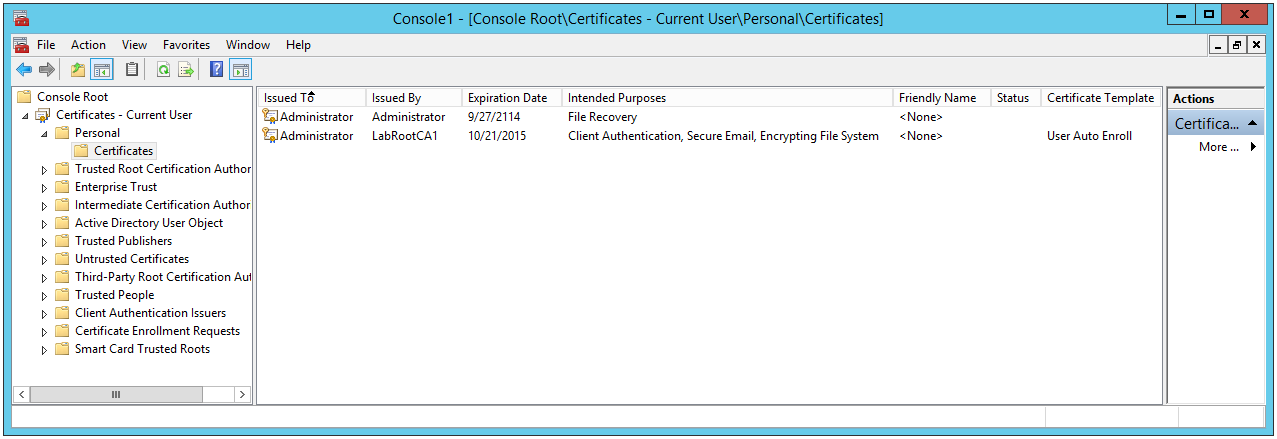 Console1 - [Console Root\Certificates - Current User\Personal\Certificates]
File Action View Favorites Window Help
Console Root
Certificates - Current User
Personal
Certificates
Trusted Root Certification Author
Enterprise Trust
Intermediate Certification Author
Active Directory User Object
Trusted Publishers
Untrusted Certificates
Third-Party Root Certification Aut
Trusted People
Client Authentication Issuers
Certificate Enrollment Requests
Smart Card Trusted Roots
Issued To Issued By Expiration Date Intended Purposes Friendly Name Status Certificate Template
Administrator Administrator 9/27/2114 File Recovery <None>
Administrator LabRootCA1 10/21/2015 Client Authentication, Secure Email, Encrypting File System <None> User Auto Enroll
Actions
Certifica...
More ...